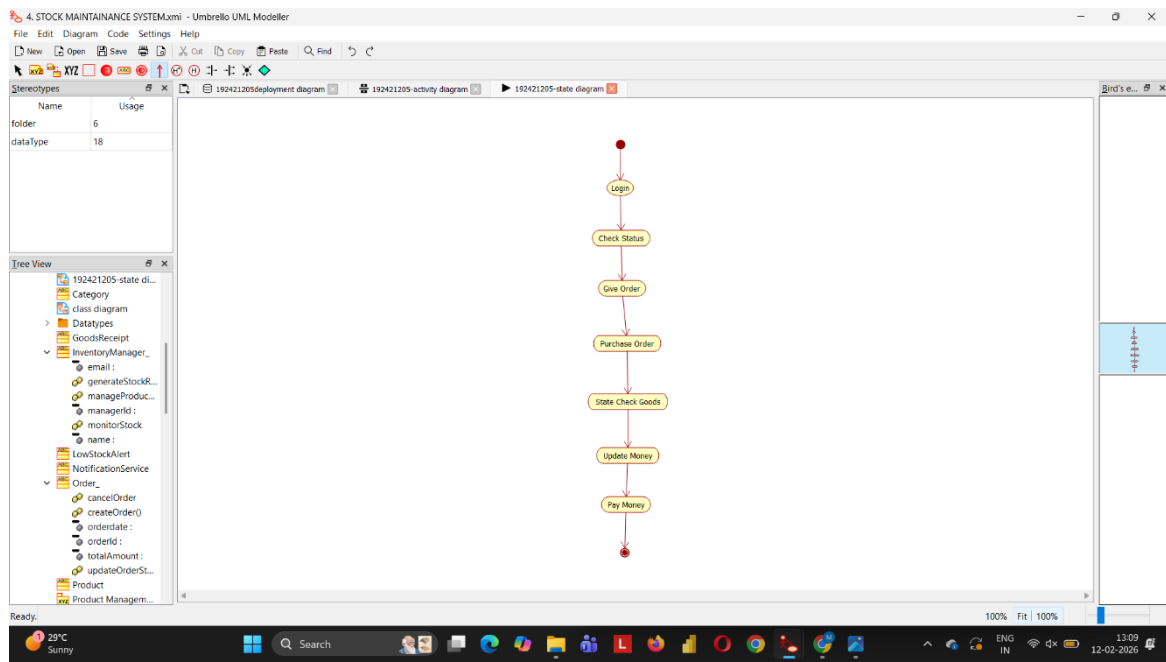 4. STOCK MAINTAINANCE SYSTEM.xmi - Umbrello UML Modeller
File Edit Diagram Code Settings Help
New Open Save Cut Copy Paste Find
XYZ XYZ ABC
Stereotypes
192421205deployment diagram 192421205-activity diagram 192421205-state diagram
Bird's e...
Name Usage
folder 6
dataType 18
Login
Check Status
Give Order
Purchase Order
State Check Goods
Update Money
Pay Money
Tree View
192421205-state di...
Category
class diagram
Datatypes
GoodsReceipt
InventoryManager_
email :
generateStockR...
manageProduc...
managerId :
monitorStock
name :
LowStockAlert
NotificationService
Order_
cancelOrder
createOrder()
orderdate :
orderId :
totalAmount :
updateOrderSt...
Product
Product Managem...
Ready.
100% Fit 100%
1
29°C
Sunny
Search
L
M
ENG
IN
13:09
12-02-2026